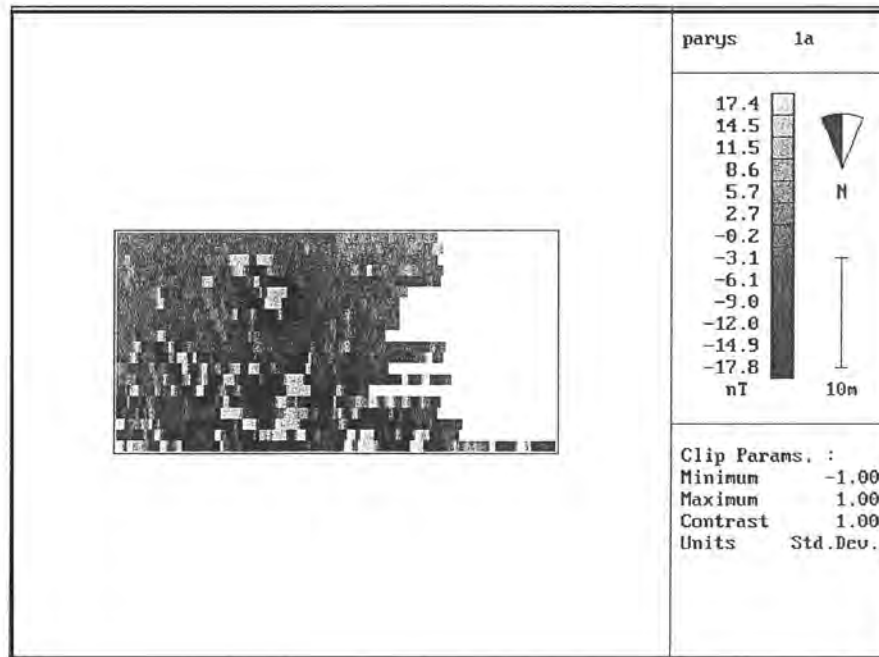 parys 1a
17.4
14.5
11.5
8.6
5.7
2.7
-0.2
-3.1
-6.1
-9.0
-12.0
-14.9
-17.8
nT
N
10m
Clip Params. :
Minimum -1.00
Maximum 1.00
Contrast 1.00
Units Std.Dev.